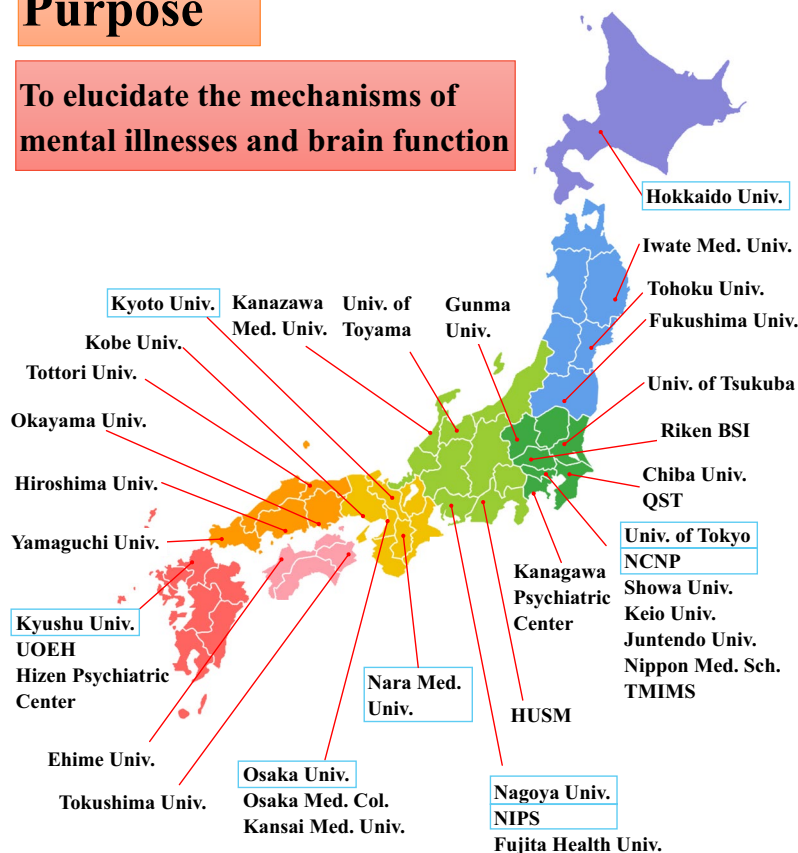 Purpose
To elucidate the mechanisms of
mental illnesses and brain function
Hokkaido Univ.
Iwate Med. Univ.
Tohoku Univ.
Fukushima Univ.
Kyoto Univ.
Kanazawa
Med. Univ.
Univ. of
Toyama
Gunma
Univ.
Kobe Univ.
Tottori Univ.
Okayama Univ.
Hiroshima Univ.
Yamaguchi Univ.
Univ. of Tsukuba
Riken BSI
Chiba Univ.
QST
Univ. of Tokyo
NCNP
Showa Univ.
Keio Univ.
Juntendo Univ.
Nippon Med. Sch.
TMIMS
Kanagawa
Psychiatric
Center
Kyushu Univ.
UOEH
Hizen Psychiatric
Center
Nara Med.
Univ.
HUSM
Ehime Univ.
Tokushima Univ.
Osaka Univ.
Osaka Med. Col.
Kansai Med. Univ.
Nagoya Univ.
NIPS
Fujita Health Univ.